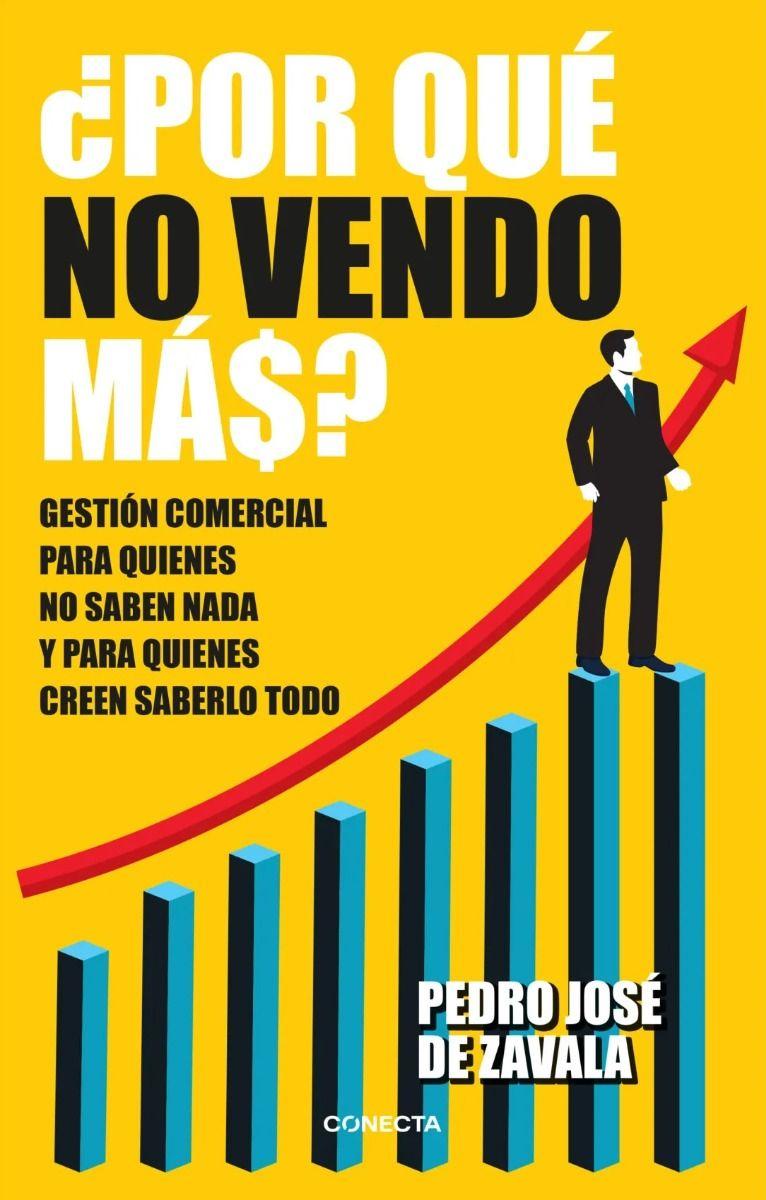 ¿POR QUÉ
NO VENDO
MÁ$?
GESTIÓN COMERCIAL
PARA QUIENES
NO SABEN NADA
Y PARA QUIENES
CREEN SABERLO TODO
PEDRO JOSÉ
DE ZAVALA
CONECTA